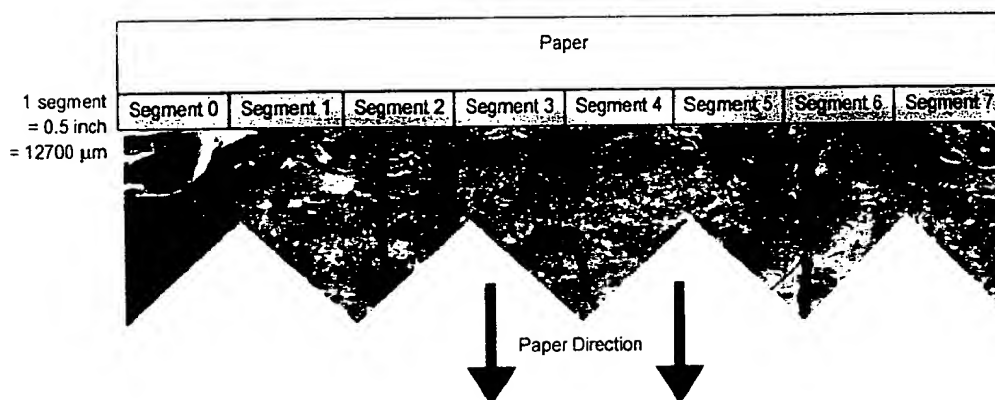 Paper
1 segment
= 0.5 inch
= 12700 µm
Segment 0 Segment 1 Segment 2 Segment 3 Segment 4 Segment 5 Segment 6 Segment 7
Paper Direction